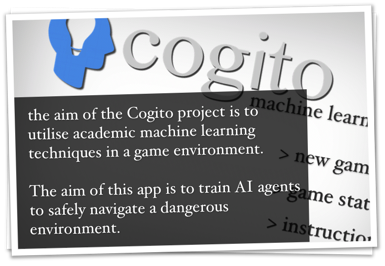 cogito
machine learn
the aim of the Cogito project is to
utilise academic machine learning
techniques in a game environment.
> new gam
The aim of this app is to train AI agents
to safely navigate a dangerous
environment.
game stat
> instruction